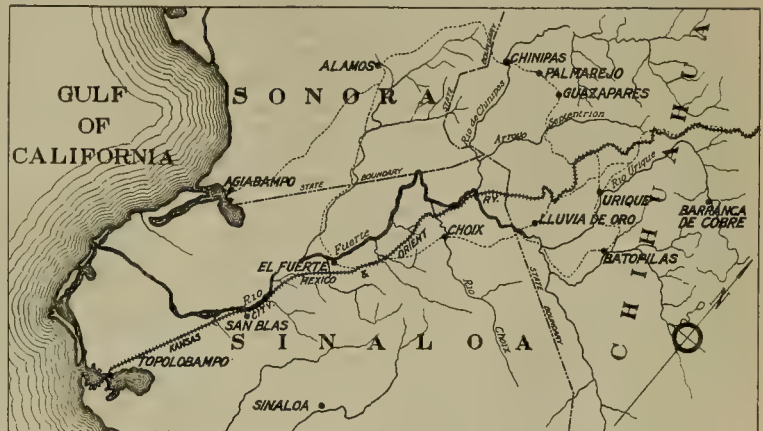 GULF
OF
CALIFORNIA
SONORA
SINALOA
CHIHUAHUA
ALAMOS
CHINIPAS
PALMAREJO
GUAZAPARES
STATE BOUNDARY
Rio de Chinipas
Arroyo Septentrion
AGIABAMPO
STATE BOUNDARY
Rio Urique
URIQUE
BARRANCA
DE COBRE
LLUVIA DE ORO
BATOPILAS
CHOIX
Rio Choix
EL FUERTE
RIO Fuerte
KANSAS CITY MEXICO & ORIENT RY.
SAN BLAS
TOPOLOBAMPO
STATE BOUNDARY
SINALOA
N